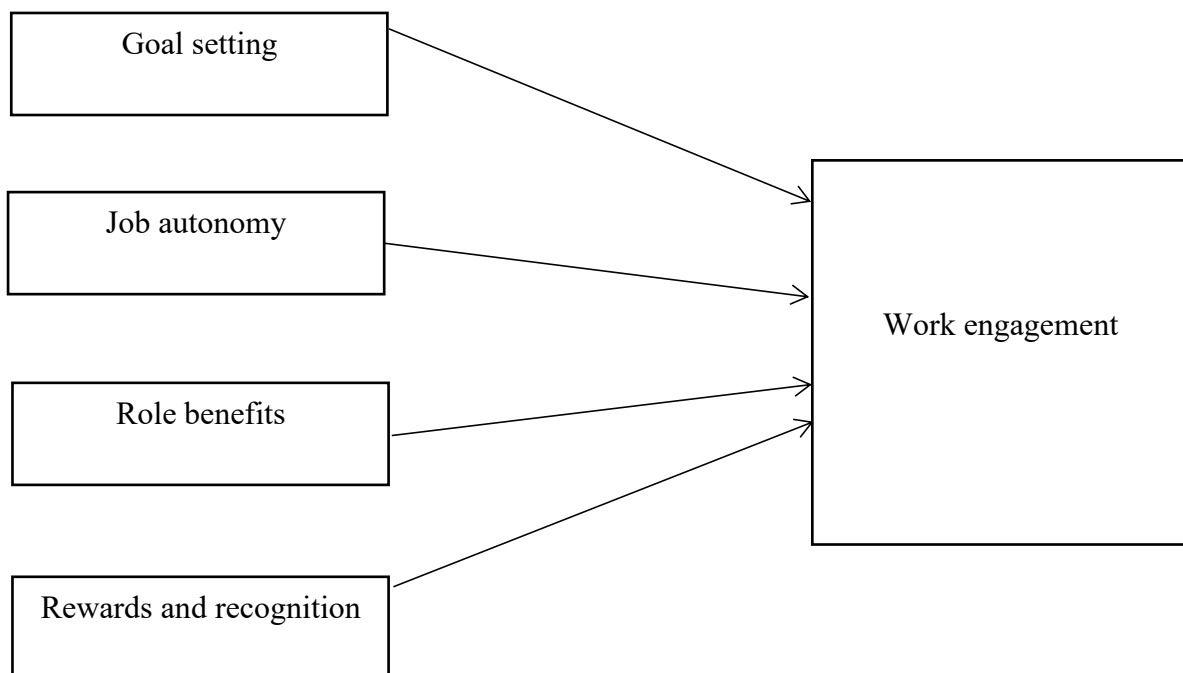 Goal setting
Job autonomy
Work engagement
Role benefits
Rewards and recognition